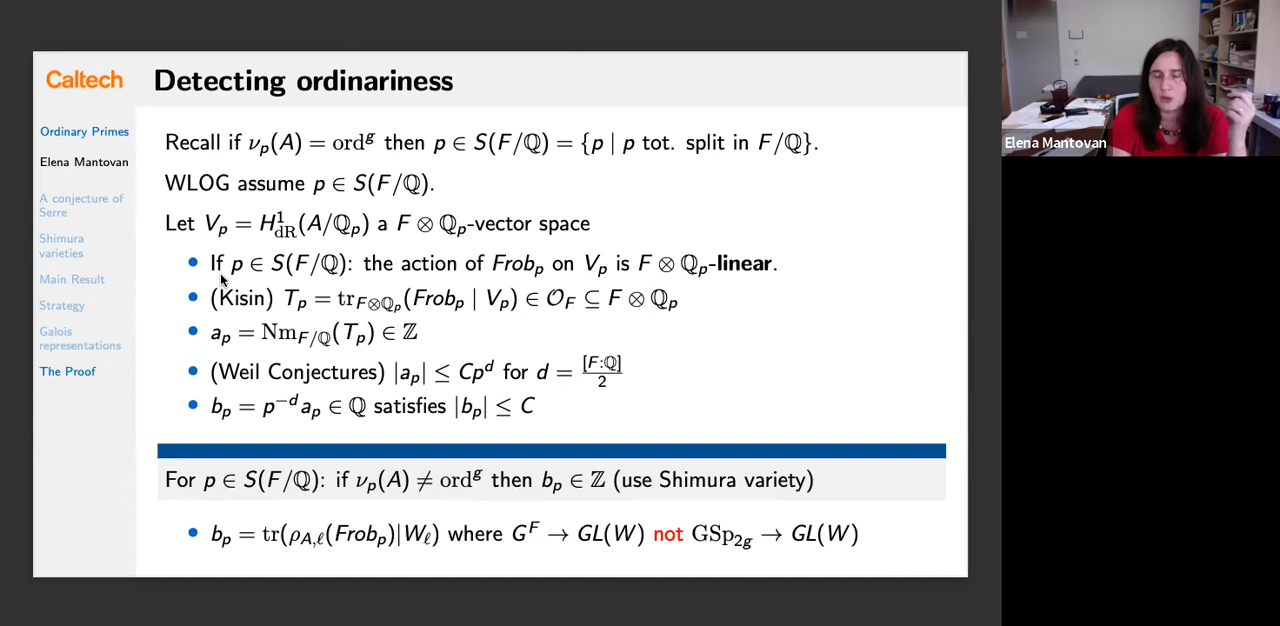 Caltech
Detecting ordinariness
Ordinary Primes
Elena Mantovan
A conjecture of
Serre
Shimura
varieties
Main Result
Strategy
Galois
representations
The Proof
Recall if ν_p(A) = ord^g then p ∈ S(F/ℚ) = {p | p tot. split in F/ℚ}.
WLOG assume p ∈ S(F/ℚ).
Let V_p = H^1_dR(A/ℚ_p) a F ⊗ ℚ_p-vector space
• If p ∈ S(F/ℚ): the action of Frob_p on V_p is F ⊗ ℚ_p-linear.
• (Kisin) T_p = tr_{F⊗ℚ_p}(Frob_p | V_p) ∈ 𝒪_F ⊆ F ⊗ ℚ_p
• a_p = Nm_{F/ℚ}(T_p) ∈ ℤ
• (Weil Conjectures) |a_p| ≤ Cp^d for d = [F:ℚ]/2
• b_p = p^{-d} a_p ∈ ℚ satisfies |b_p| ≤ C
For p ∈ S(F/ℚ): if ν_p(A) ≠ ord^g then b_p ∈ ℤ (use Shimura variety)
• b_p = tr(ρ_{A,ℓ}(Frob_p)|W_ℓ) where G^F → GL(W) not GSp_{2g} → GL(W)
Elena Mantovan